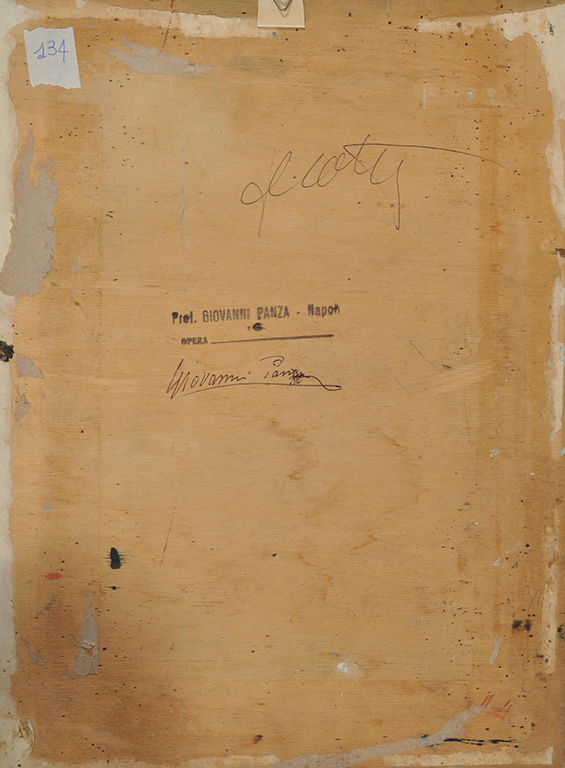 134
Prof. GIOVANNI PANZA - Napoli
OPERA
Giovanni Panza